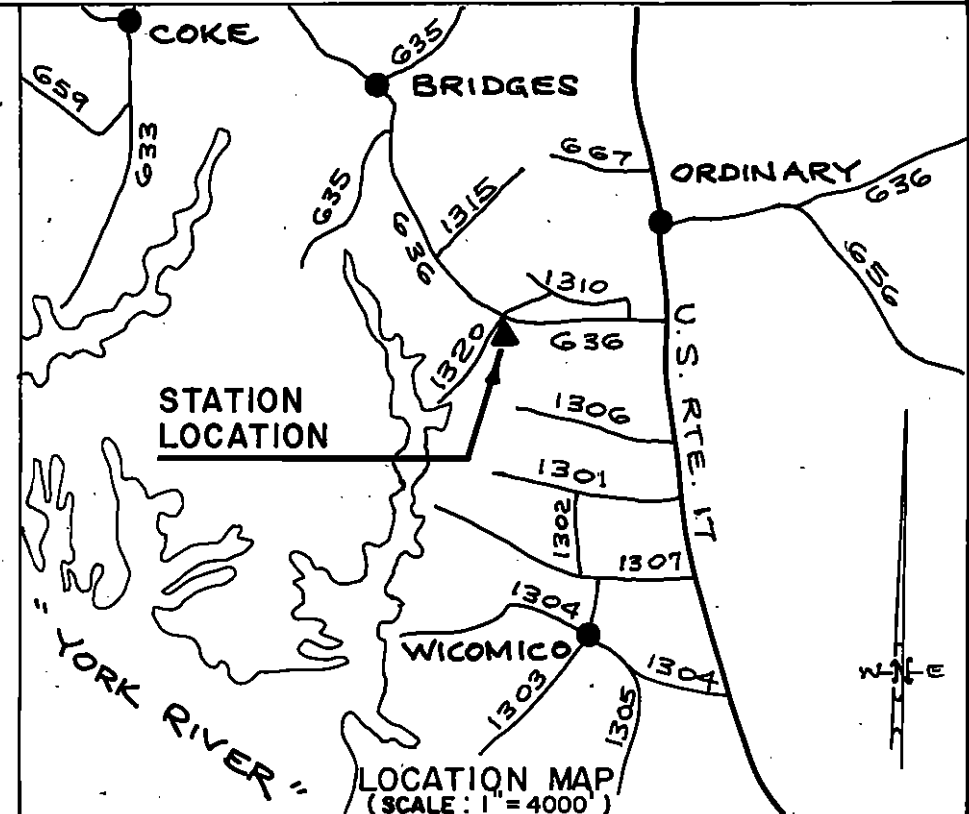 COKE
635
BRIDGES
659
633
667
ORDINARY
636
635
1315
636
656
1310
636
1320
U.S. RTE. 17
STATION
LOCATION
1306
1301
1302
1307
1304
WICOMICO
1304
1303
1305
W N E
"YORK RIVER"
LOCATION MAP
(SCALE: 1" = 4000')